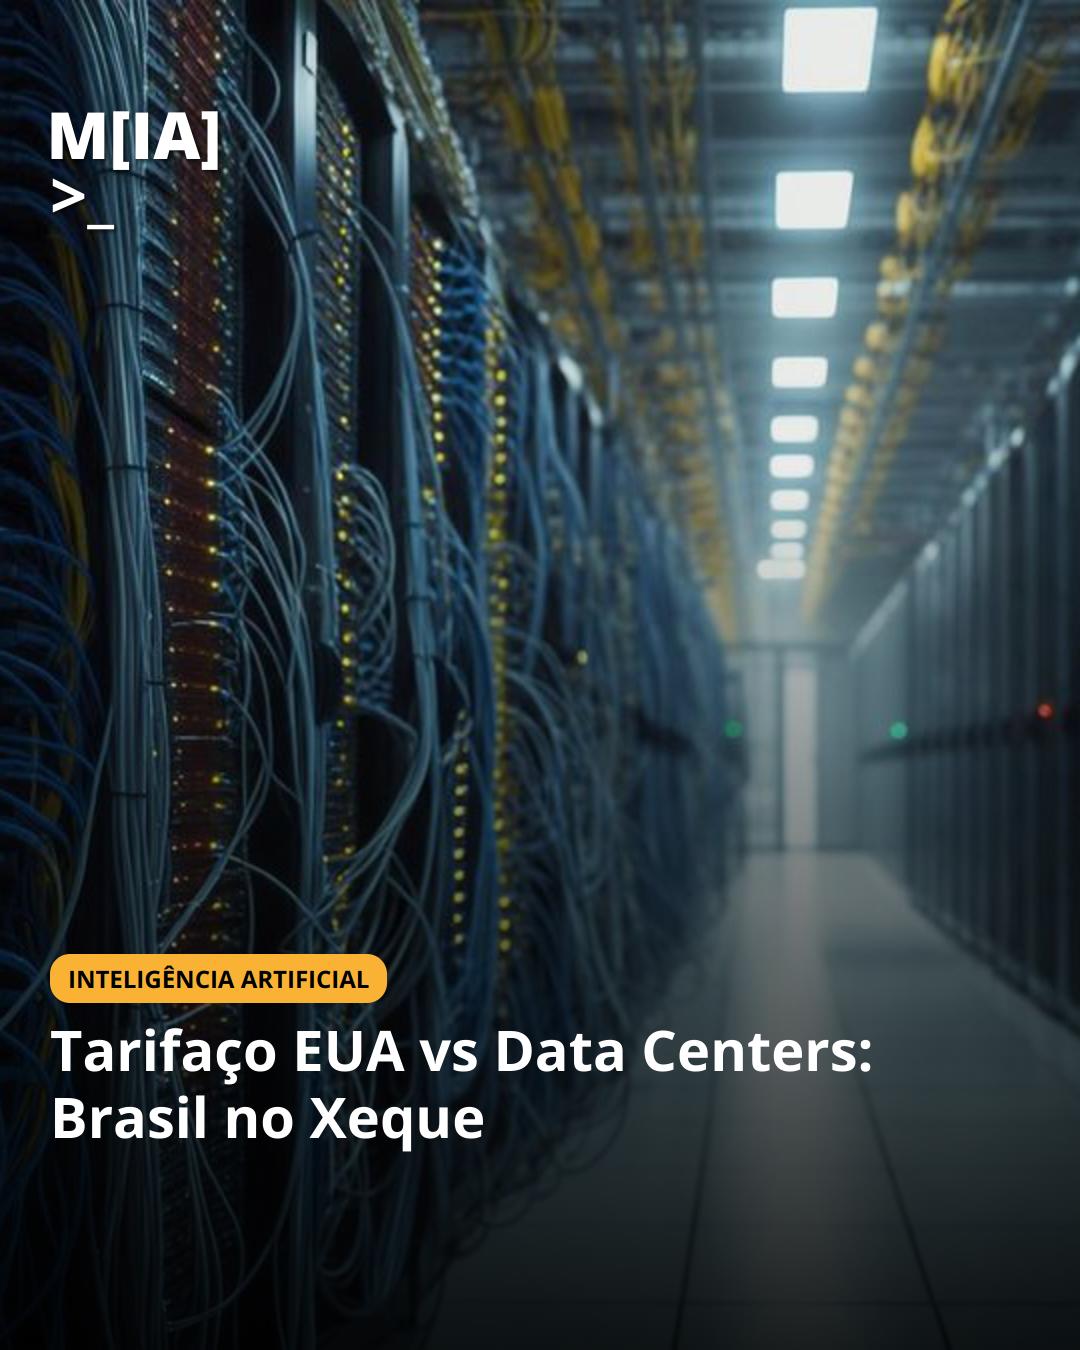 M[IA]
>_
INTELIGÊNCIA ARTIFICIAL
Tarifaço EUA vs Data Centers:
Brasil no Xeque